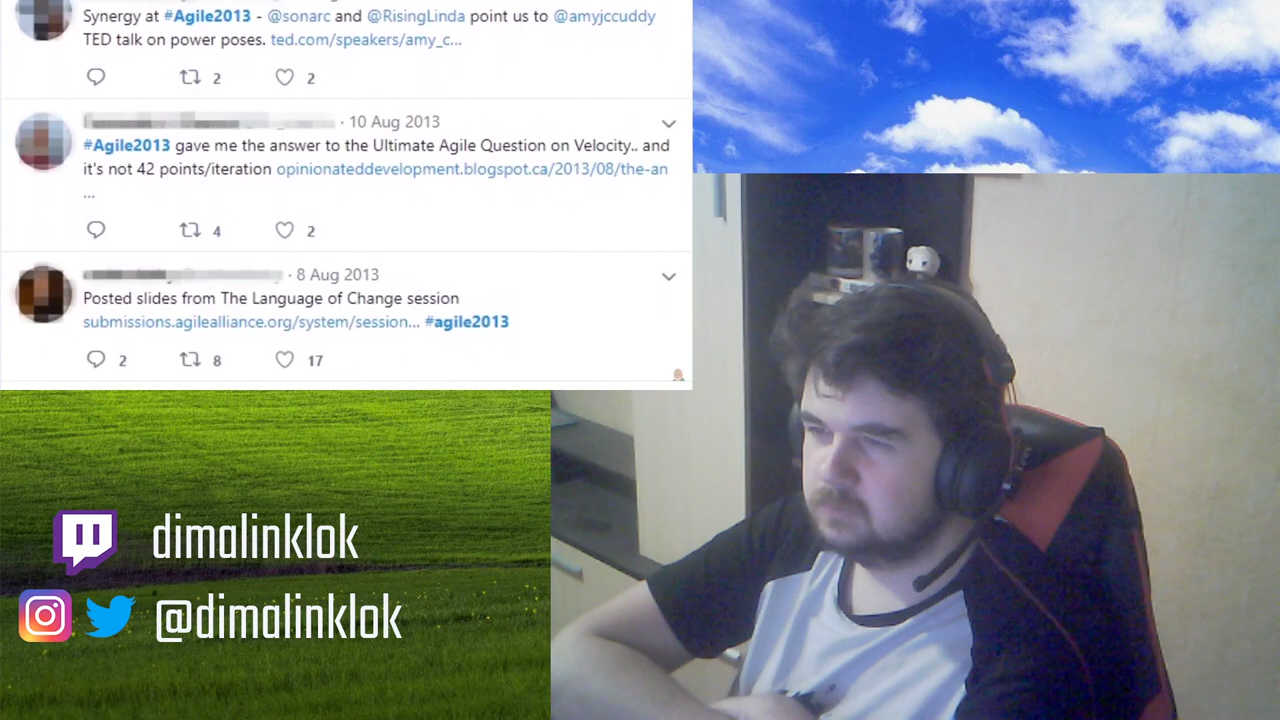 Synergy at #Agile2013 - @sonarc and @RisingLinda point us to @amyjccuddy
TED talk on power poses. ted.com/speakers/amy_c...
2 2
· 10 Aug 2013
#Agile2013 gave me the answer to the Ultimate Agile Question on Velocity.. and
it's not 42 points/iteration opinionateddevelopment.blogspot.ca/2013/08/the-an
...
4 2
· 8 Aug 2013
Posted slides from The Language of Change session
submissions.agilealliance.org/system/session... #agile2013
2 8 17
dimalinklok
@dimalinklok